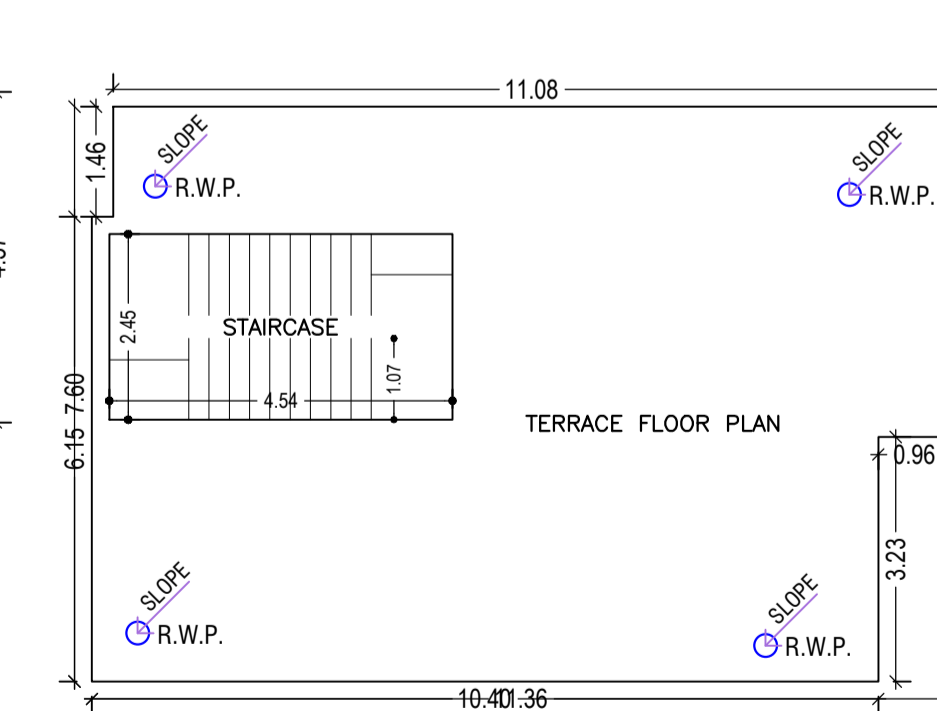 11.08
1.46
SLOPE
R.W.P.
SLOPE
R.W.P.
2.45
STAIRCASE
1.07
4.54
7.60
6.15
TERRACE FLOOR PLAN
0.96
3.23
SLOPE
R.W.P.
SLOPE
R.W.P.
10.40
11.36